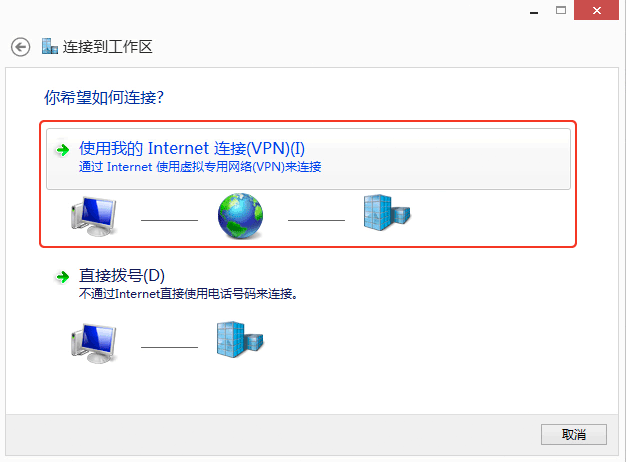 连接到工作区
你希望如何连接?
使用我的 Internet 连接(VPN)(I)
通过 Internet 使用虚拟专用网络(VPN)来连接
直接拨号(D)
不通过Internet直接使用电话号码来连接。
取消